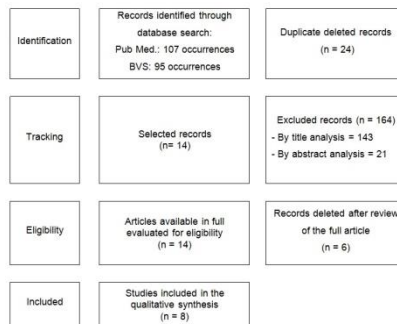 Identification
Records identified through
database search:
Pub Med.: 107 occurrences
BVS: 95 occurrences
Duplicate deleted records
(n = 24)
Tracking
Selected records
(n= 14)
Excluded records (n = 164)
- By title analysis = 143
- By abstract analysis = 21
Eligibility
Articles available in full
evaluated for eligibility
(n = 14)
Records deleted after review
of the full article
(n = 6)
Included
Studies included in the
qualitative synthesis
(n = 8)